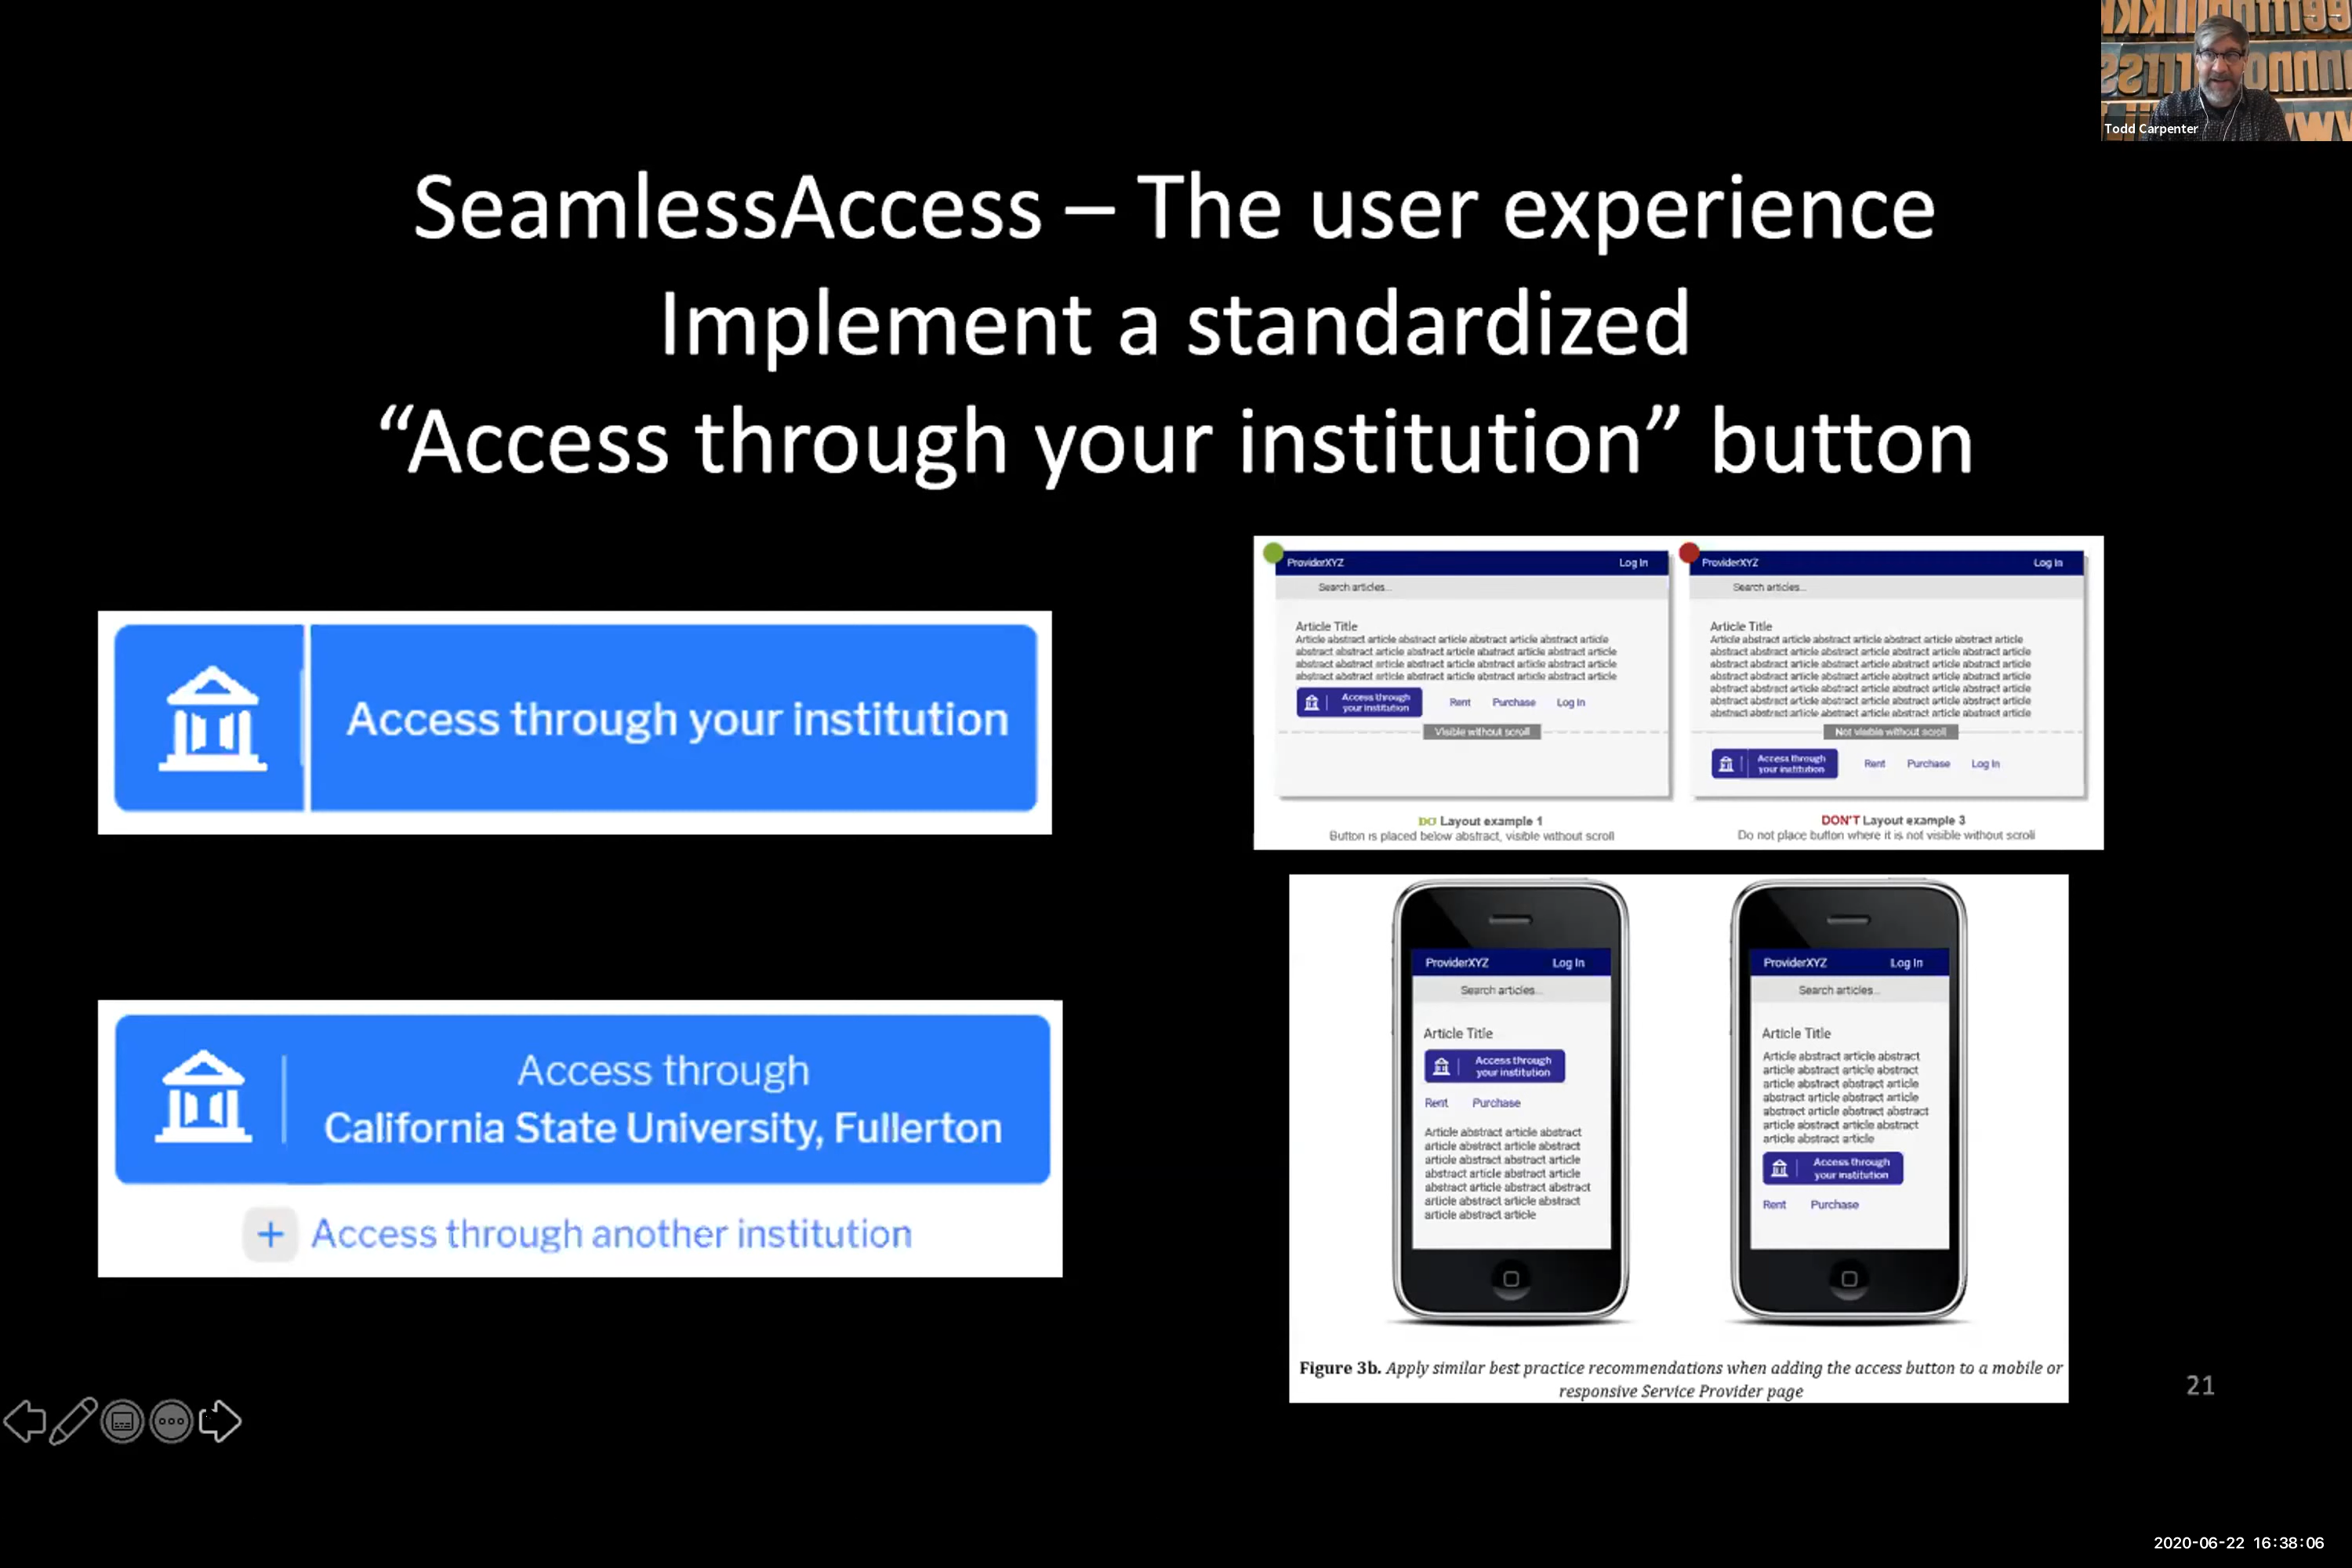 Todd Carpenter
SeamlessAccess – The user experience
Implement a standardized
“Access through your institution” button
Access through your institution
Access through
California State University, Fullerton
+ Access through another institution
ProviderXYZ Log In
Search articles...
Article Title
Article abstract article abstract article abstract article abstract article
abstract abstract article abstract article abstract article abstract article
abstract abstract article abstract article abstract article abstract article
abstract abstract article abstract article abstract article abstract article
Access through
your institution
Rent Purchase Log In
Visible without scroll
DO Layout example 1
Button is placed below abstract, visible without scroll
ProviderXYZ Log In
Search articles...
Article Title
Article abstract article abstract article abstract article abstract article
abstract abstract article abstract article abstract article abstract article
abstract abstract article abstract article abstract article abstract article
abstract abstract article abstract article abstract article abstract article
abstract abstract article abstract article abstract article abstract article
abstract abstract article abstract article abstract article abstract article
abstract abstract article abstract article abstract article abstract article
Not visible without scroll
Access through
your institution
Rent Purchase Log In
DON'T Layout example 3
Do not place button where it is not visible without scroll
ProviderXYZ Log In
Search articles...
Article Title
Access through
your institution
Rent Purchase
Article abstract article abstract
article abstract article abstract
article abstract abstract article
abstract article abstract article
abstract article abstract abstract
article abstract article abstract
article abstract article
ProviderXYZ Log In
Search articles...
Article Title
Article abstract article abstract
article abstract article abstract
article abstract abstract article
abstract article abstract article
abstract article abstract abstract
article abstract article abstract
article abstract article
Access through
your institution
Rent Purchase
Figure 3b. Apply similar best practice recommendations when adding the access button to a mobile or
responsive Service Provider page
21
2020-06-22 16:38:06